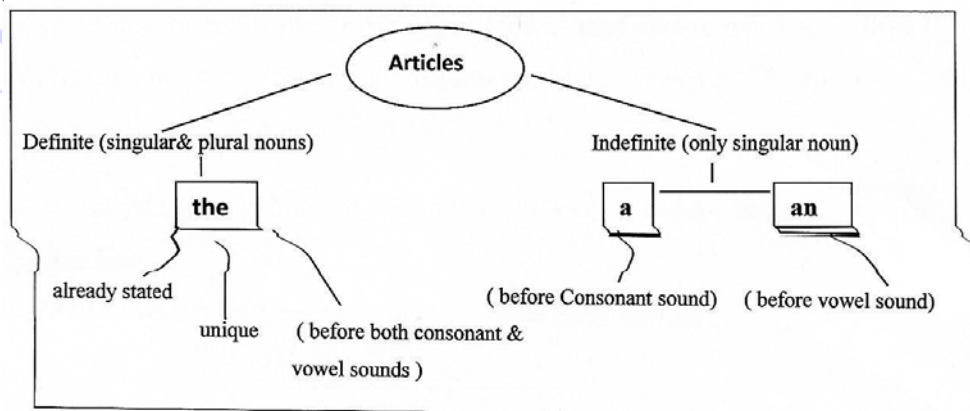 Articles
Definite (singular& plural nouns)
Indefinite (only singular noun)
the
a
an
already stated
unique
( before both consonant &
vowel sounds )
( before Consonant sound)
( before vowel sound)